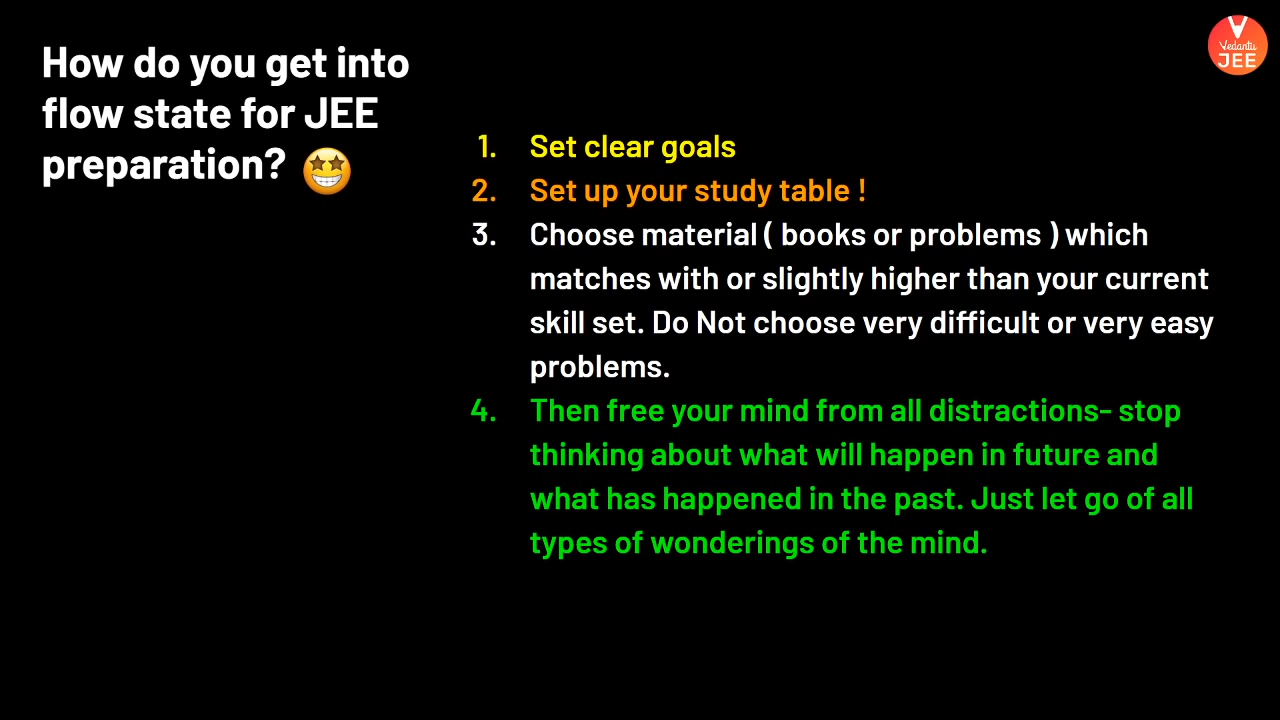 How do you get into
flow state for JEE
preparation?
Vedantu
JEE
1. Set clear goals
2. Set up your study table !
3. Choose material ( books or problems ) which
matches with or slightly higher than your current
skill set. Do Not choose very difficult or very easy
problems.
4. Then free your mind from all distractions- stop
thinking about what will happen in future and
what has happened in the past. Just let go of all
types of wonderings of the mind.